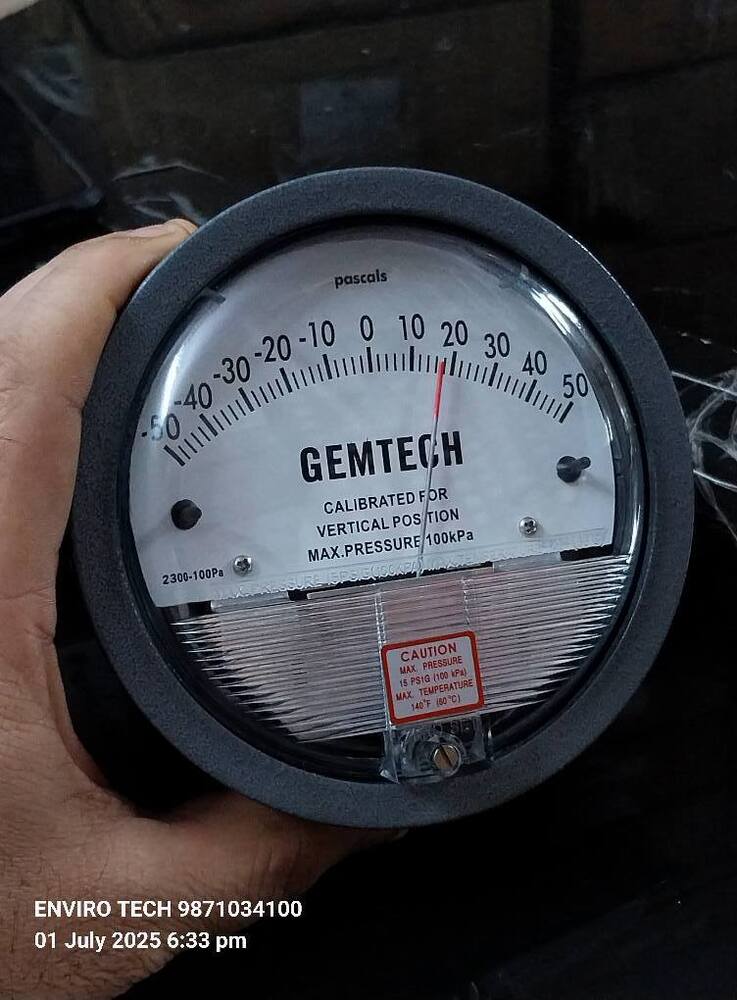 pascals
-50 -40 -30 -20 -10 0 10 20 30 40 50
GEMTECH
CALIBRATED FOR
VERTICAL POSITION
MAX.PRESSURE 100kPa
2300-100Pa
CAUTION
MAX. PRESSURE
15 PSIG (100 kPa)
MAX. TEMPERATURE
140°F (60°C)
ENVIRO TECH 9871034100
01 July 2025 6:33 pm